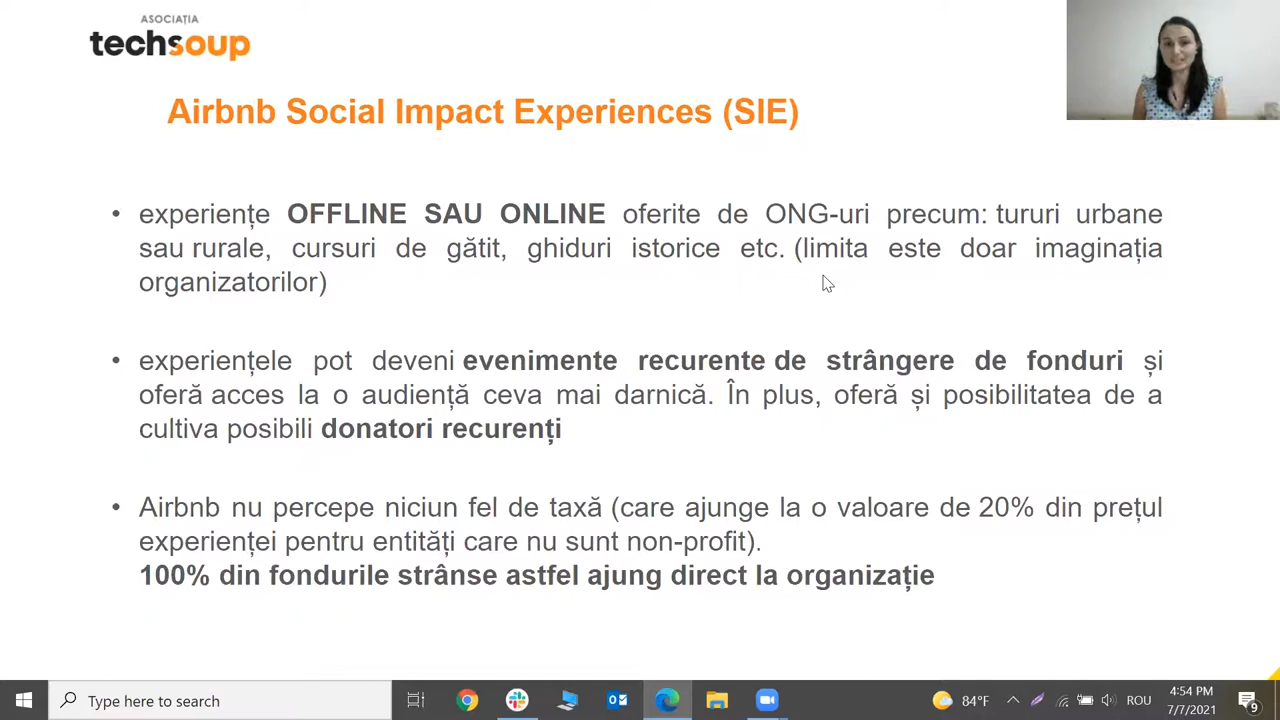 ASOCIAȚIA
techsoup
Airbnb Social Impact Experiences (SIE)
• experiențe OFFLINE SAU ONLINE oferite de ONG-uri precum: tururi urbane
sau rurale, cursuri de gătit, ghiduri istorice etc. (limita este doar imaginația
organizatorilor)
• experiențele pot deveni evenimente recurente de strângere de fonduri și
oferă acces la o audiență ceva mai darnică. În plus, oferă și posibilitatea de a
cultiva posibili donatori recurenți
• Airbnb nu percepe niciun fel de taxă (care ajunge la o valoare de 20% din prețul
experienței pentru entități care nu sunt non-profit).
100% din fondurile strânse astfel ajung direct la organizație
Type here to search
84°F
ROU
4:54 PM
7/7/2021
9